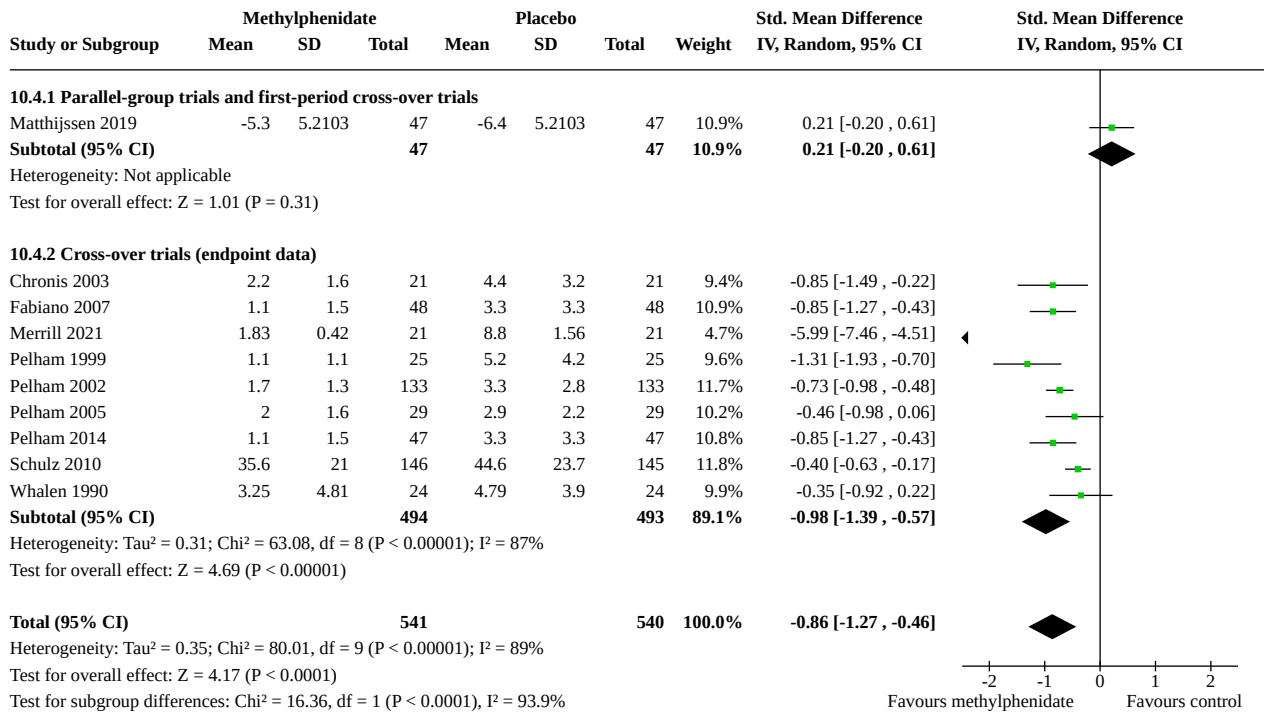 Methylphenidate Placebo Std. Mean Difference Std. Mean Difference
Study or Subgroup Mean SD Total Mean SD Total Weight IV, Random, 95% CI IV, Random, 95% CI
10.4.1 Parallel-group trials and first-period cross-over trials
Matthijssen 2019 -5.3 5.2103 47 -6.4 5.2103 47 10.9% 0.21 [-0.20 , 0.61]
Subtotal (95% CI) 47 47 10.9% 0.21 [-0.20 , 0.61]
Heterogeneity: Not applicable
Test for overall effect: Z = 1.01 (P = 0.31)
10.4.2 Cross-over trials (endpoint data)
Chronis 2003 2.2 1.6 21 4.4 3.2 21 9.4% -0.85 [-1.49 , -0.22]
Fabiano 2007 1.1 1.5 48 3.3 3.3 48 10.9% -0.85 [-1.27 , -0.43]
Merrill 2021 1.83 0.42 21 8.8 1.56 21 4.7% -5.99 [-7.46 , -4.51]
Pelham 1999 1.1 1.1 25 5.2 4.2 25 9.6% -1.31 [-1.93 , -0.70]
Pelham 2002 1.7 1.3 133 3.3 2.8 133 11.7% -0.73 [-0.98 , -0.48]
Pelham 2005 2 1.6 29 2.9 2.2 29 10.2% -0.46 [-0.98 , 0.06]
Pelham 2014 1.1 1.5 47 3.3 3.3 47 10.8% -0.85 [-1.27 , -0.43]
Schulz 2010 35.6 21 146 44.6 23.7 145 11.8% -0.40 [-0.63 , -0.17]
Whalen 1990 3.25 4.81 24 4.79 3.9 24 9.9% -0.35 [-0.92 , 0.22]
Subtotal (95% CI) 494 493 89.1% -0.98 [-1.39 , -0.57]
Heterogeneity: Tau² = 0.31; Chi² = 63.08, df = 8 (P < 0.00001); I² = 87%
Test for overall effect: Z = 4.69 (P < 0.00001)
Total (95% CI) 541 540 100.0% -0.86 [-1.27 , -0.46]
Heterogeneity: Tau² = 0.35; Chi² = 80.01, df = 9 (P < 0.00001); I² = 89%
Test for overall effect: Z = 4.17 (P < 0.0001)
-2 -1 0 1 2
Test for subgroup differences: Chi² = 16.36, df = 1 (P < 0.0001), I² = 93.9% Favours methylphenidate Favours control